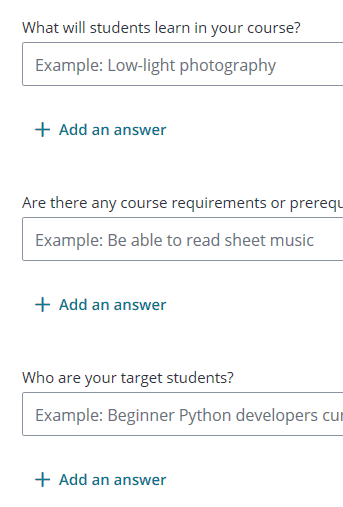 What will students learn in your course?
Example: Low-light photography
+ Add an answer
Are there any course requirements or prerequ
Example: Be able to read sheet music
+ Add an answer
Who are your target students?
Example: Beginner Python developers cur
+ Add an answer